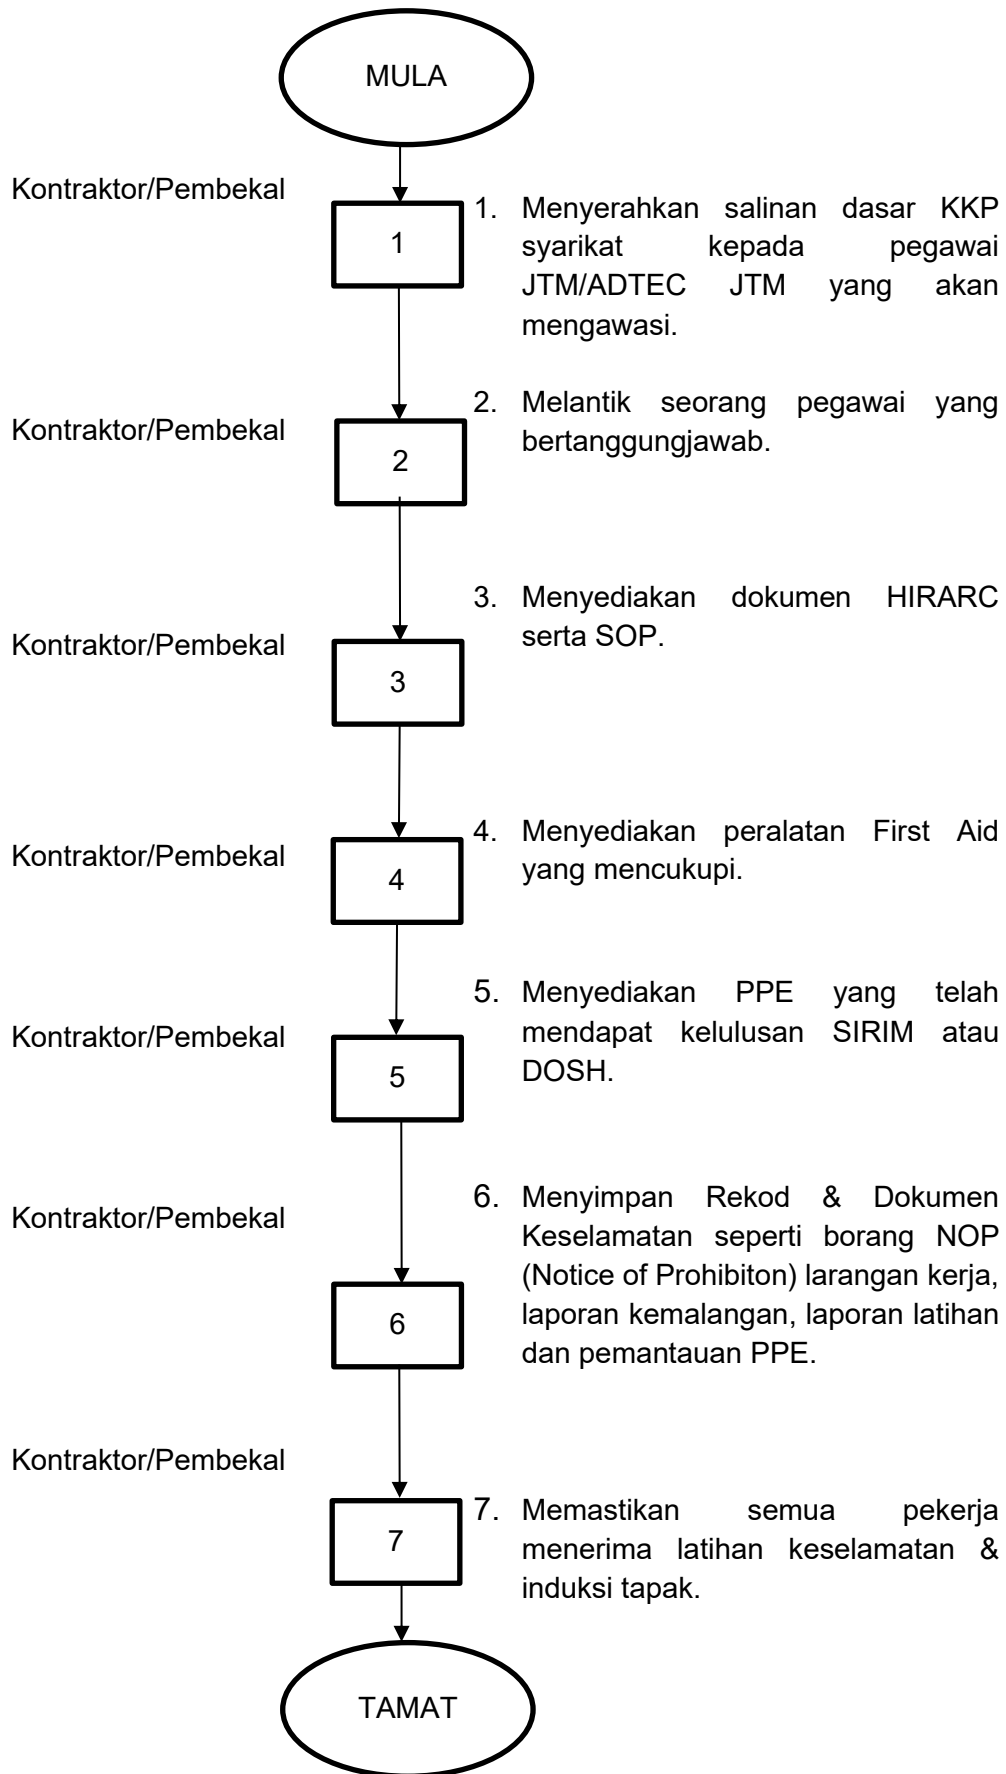 MULA
Kontraktor/Pembekal
1
1. Menyerahkan salinan dasar KKP
syarikat kepada pegawai
JTM/ADTEC JTM yang akan
mengawasi.
Kontraktor/Pembekal
2
2. Melantik seorang pegawai yang
bertanggungjawab.
Kontraktor/Pembekal
3
3. Menyediakan dokumen HIRARC
serta SOP.
Kontraktor/Pembekal
4
4. Menyediakan peralatan First Aid
yang mencukupi.
Kontraktor/Pembekal
5
5. Menyediakan PPE yang telah
mendapat kelulusan SIRIM atau
DOSH.
Kontraktor/Pembekal
6
6. Menyimpan Rekod & Dokumen
Keselamatan seperti borang NOP
(Notice of Prohibiton) larangan kerja,
laporan kemalangan, laporan latihan
dan pemantauan PPE.
Kontraktor/Pembekal
7
7. Memastikan semua pekerja
menerima latihan keselamatan &
induksi tapak.
TAMAT